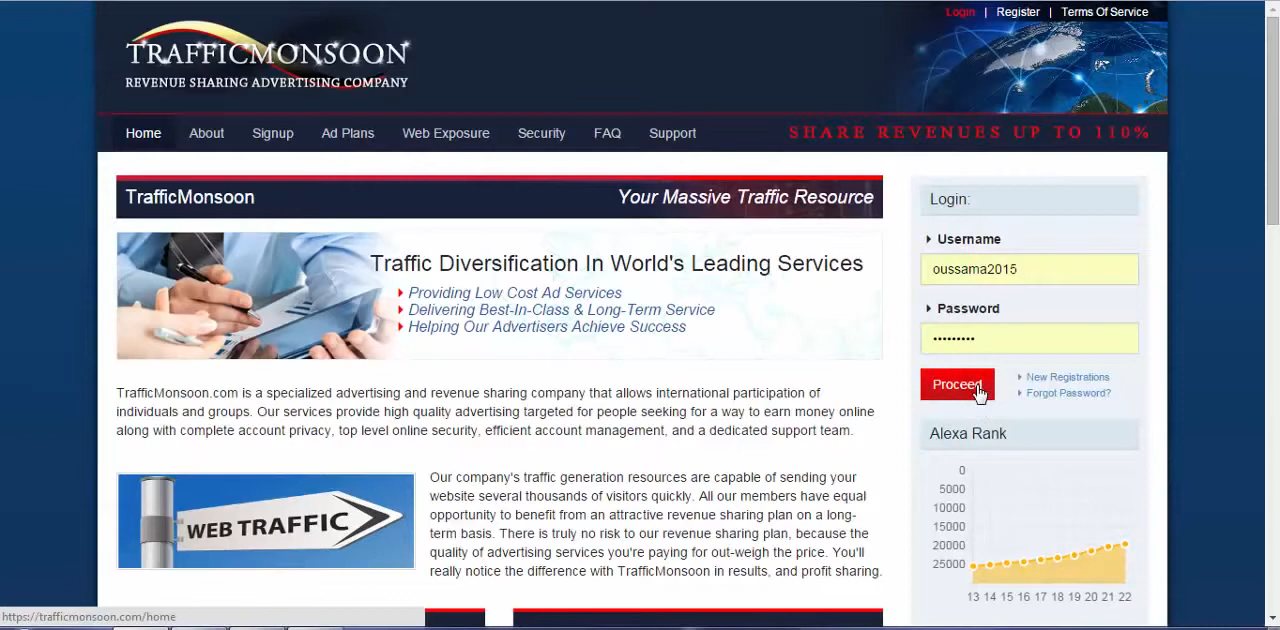 Login | Register | Terms Of Service
TRAFFICMONSOON
REVENUE SHARING ADVERTISING COMPANY
Home About Signup Ad Plans Web Exposure Security FAQ Support
SHARE REVENUES UP TO 110%
TrafficMonsoon
Your Massive Traffic Resource
Traffic Diversification In World's Leading Services
Providing Low Cost Ad Services
Delivering Best-In-Class & Long-Term Service
Helping Our Advertisers Achieve Success
TrafficMonsoon.com is a specialized advertising and revenue sharing company that allows international participation of
individuals and groups. Our services provide high quality advertising targeted for people seeking for a way to earn money online
along with complete account privacy, top level online security, efficient account management, and a dedicated support team.
WEB TRAFFIC
Our company's traffic generation resources are capable of sending your
website several thousands of visitors quickly. All our members have equal
opportunity to benefit from an attractive revenue sharing plan on a long-
term basis. There is truly no risk to our revenue sharing plan, because the
quality of advertising services you're paying for out-weigh the price. You'll
really notice the difference with TrafficMonsoon in results, and profit sharing.
Login:
Username
oussama2015
Password
•••••••••
Proceed
New Registrations
Forgot Password?
Alexa Rank
0
5000
10000
15000
20000
25000
13 14 15 16 17 18 19 20 21 22
https://trafficmonsoon.com/home